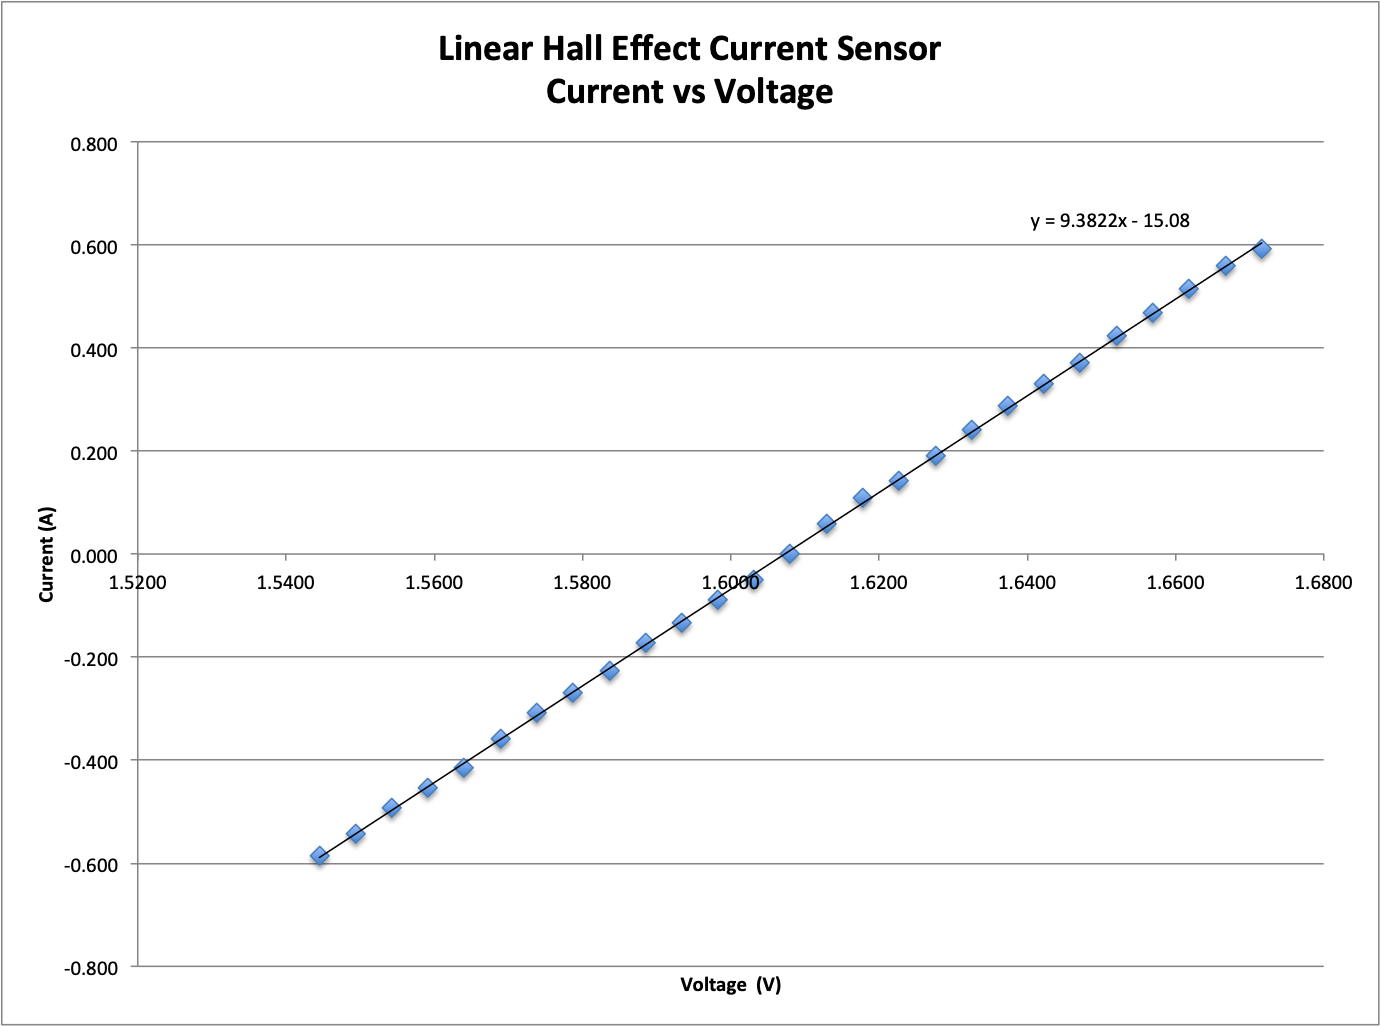 Linear Hall Effect Current Sensor
Current vs Voltage
0.800
y = 9.3822x - 15.08
0.600
0.400
0.200
Current (A)
0.000
1.5200 1.5400 1.5600 1.5800 1.6000 1.6200 1.6400 1.6600 1.6800
-0.200
-0.400
-0.600
-0.800
Voltage (V)